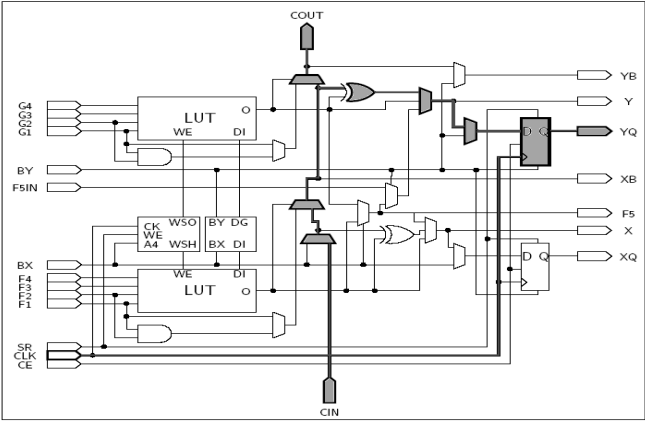 COUT
YB
G4
G3
G2
G1
LUT
O
WE
DI
Y
D Q
YQ
BY
F5IN
XB
CK
WE
A4
WSO
WSH
BY DG
BX DI
F5
X
BX
F4
F3
F2
F1
WE
DI
LUT
O
D Q
XQ
SR
CLK
CE
CIN